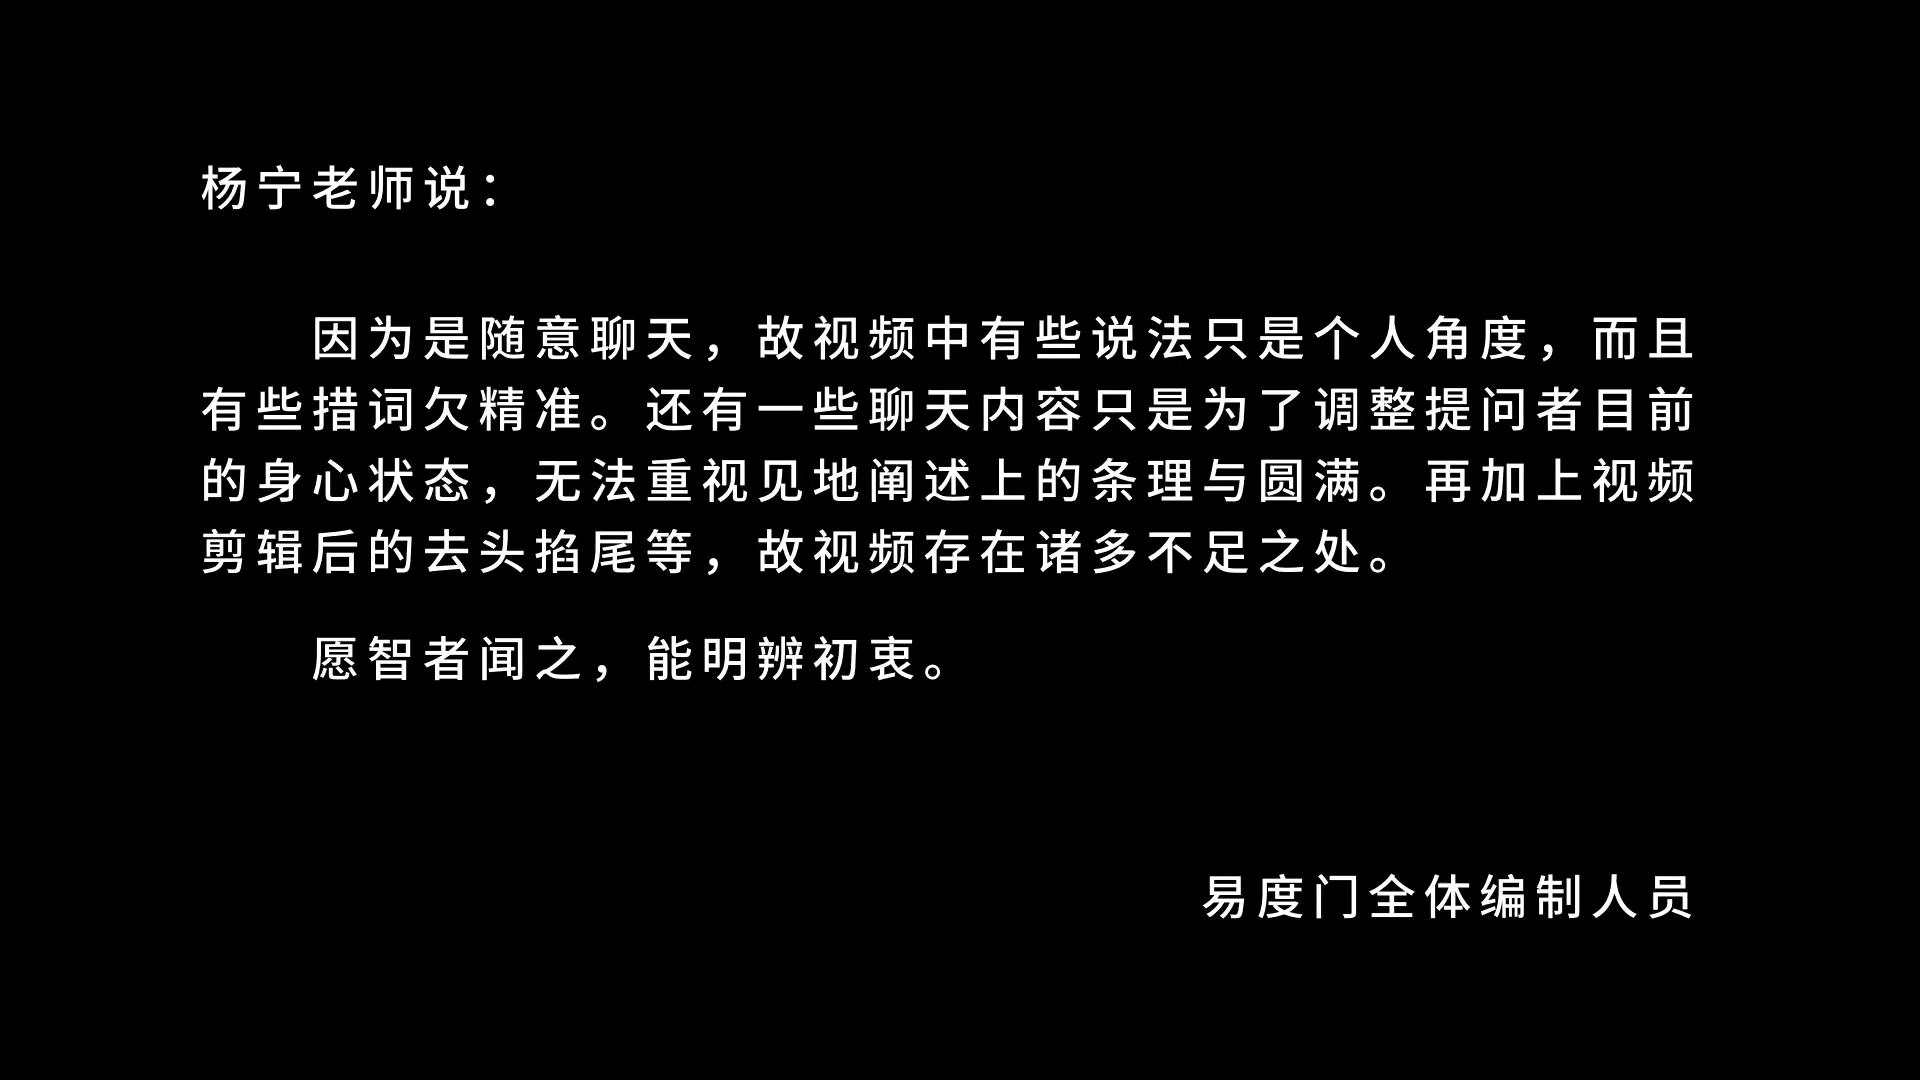 杨宁老师说：
因为是随意聊天，故视频中有些说法只是个人角度，而且
有些措词欠精准。还有一些聊天内容只是为了调整提问者目前
的身心状态，无法重视见地阐述上的条理与圆满。再加上视频
剪辑后的去头掐尾等，故视频存在诸多不足之处。
愿智者闻之，能明辨初衷。
易度门全体编制人员